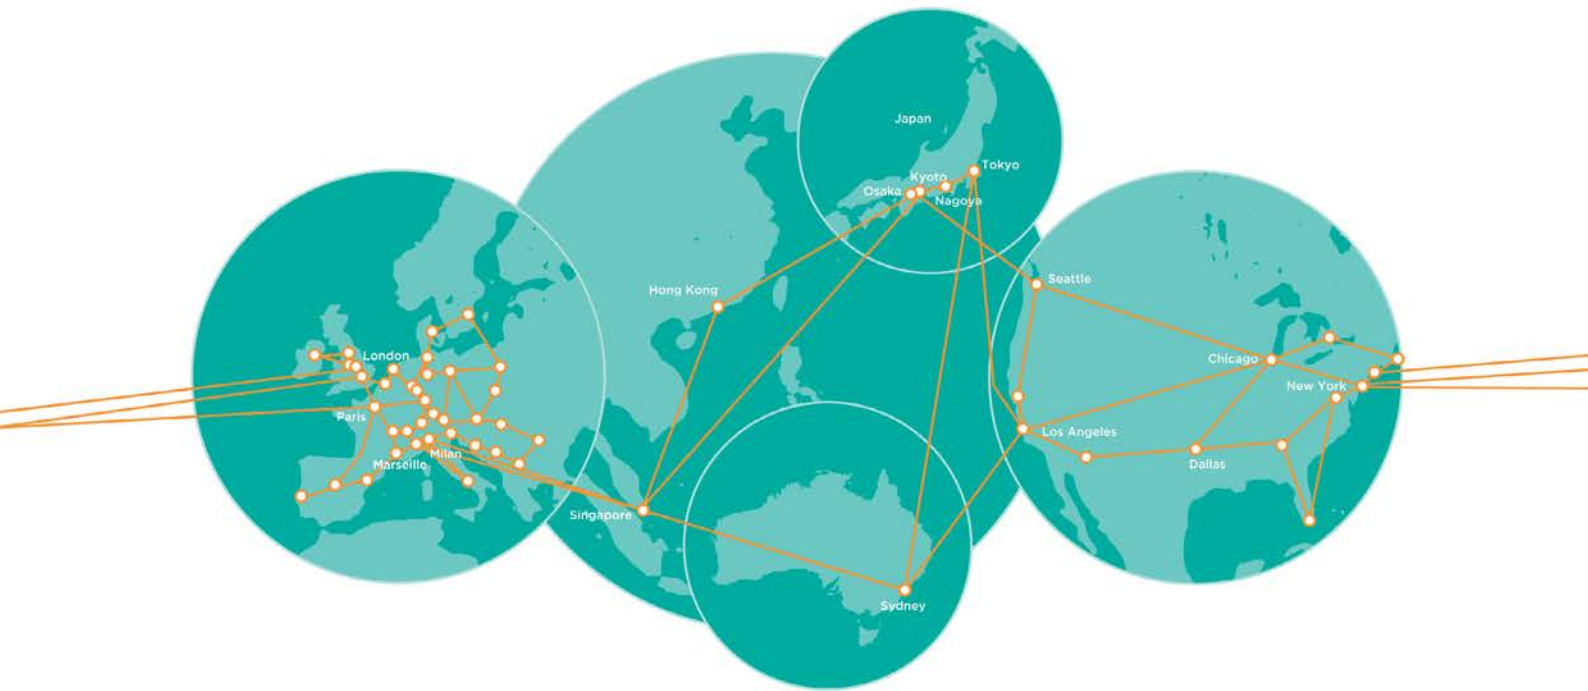 Japan
Tokyo
Kyoto
Osaka
Nagoya
Seattle
Hong Kong
London
Chicago
New York
Paris
Los Angeles
Milan
Marseille
Dallas
Singapore
Sydney